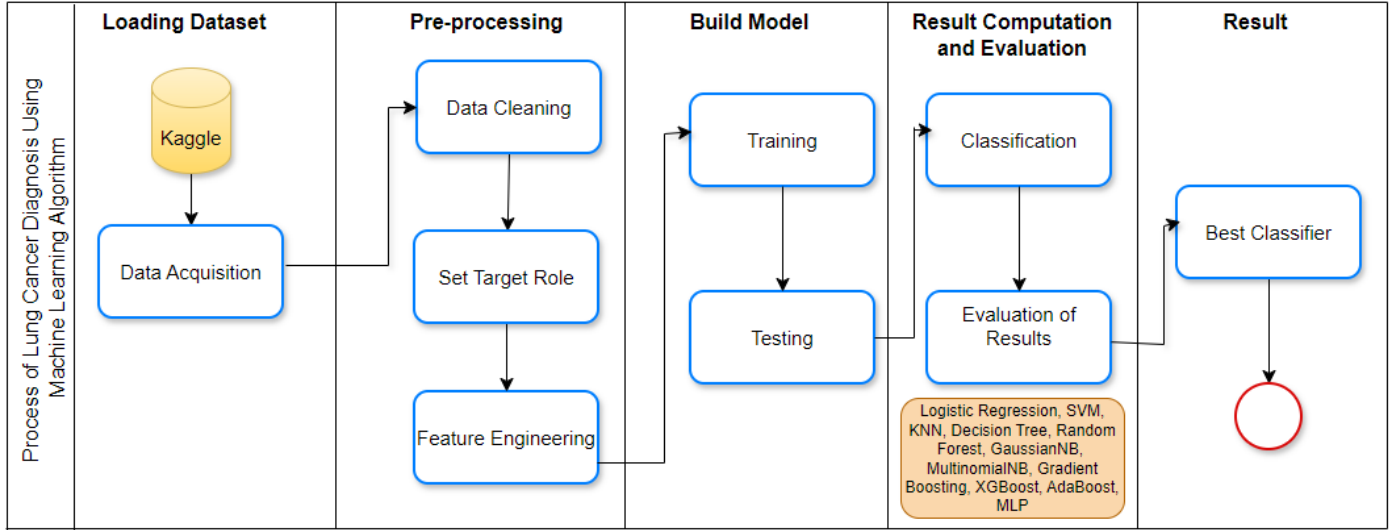 Process of Lung Cancer Diagnosis Using
Machine Learning Algorithm
Loading Dataset
Kaggle
Data Acquisition
Pre-processing
Data Cleaning
Set Target Role
Feature Engineering
Build Model
Training
Testing
Result Computation
and Evaluation
Classification
Evaluation of
Results
Logistic Regression, SVM,
KNN, Decision Tree, Random
Forest, GaussianNB,
MultinomialNB, Gradient
Boosting, XGBoost, AdaBoost,
MLP
Result
Best Classifier